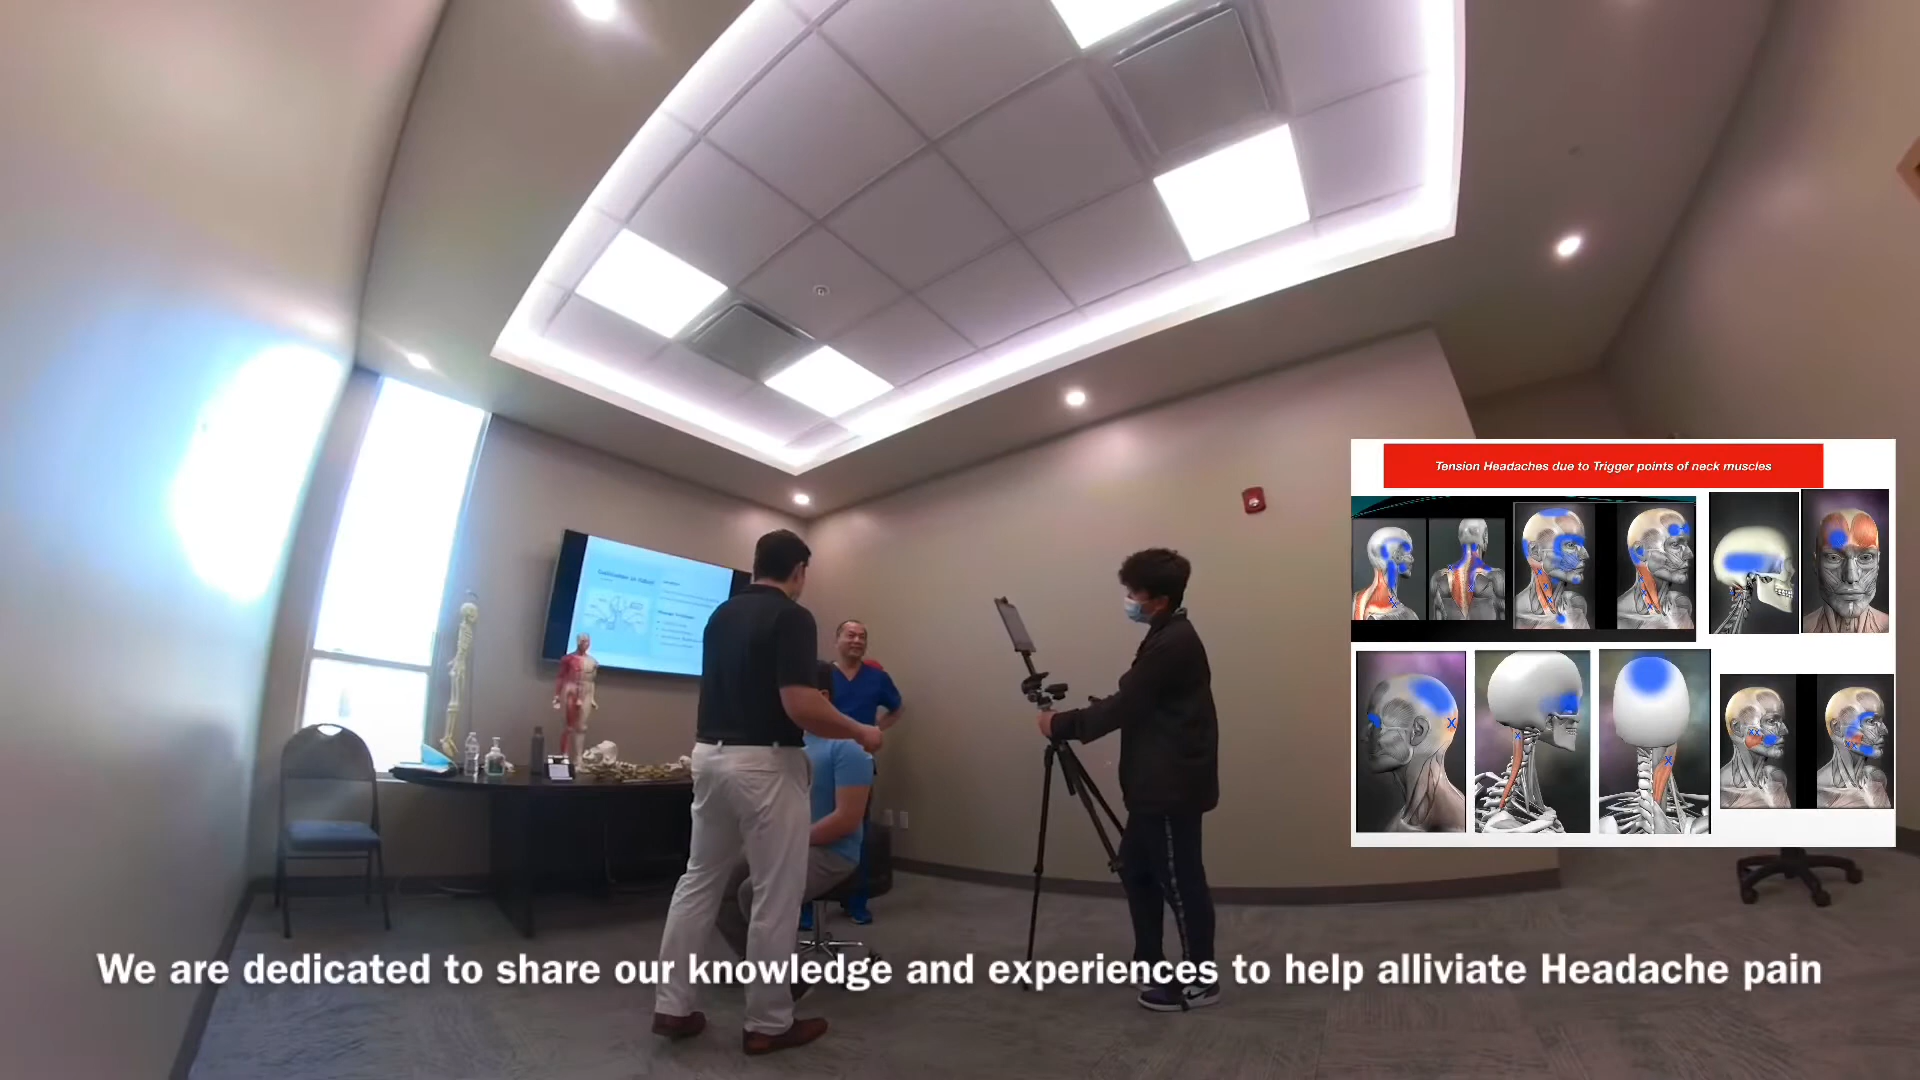 Tension Headaches due to Trigger points of neck muscles
We are dedicated to share our knowledge and experiences to help alliviate Headache pain